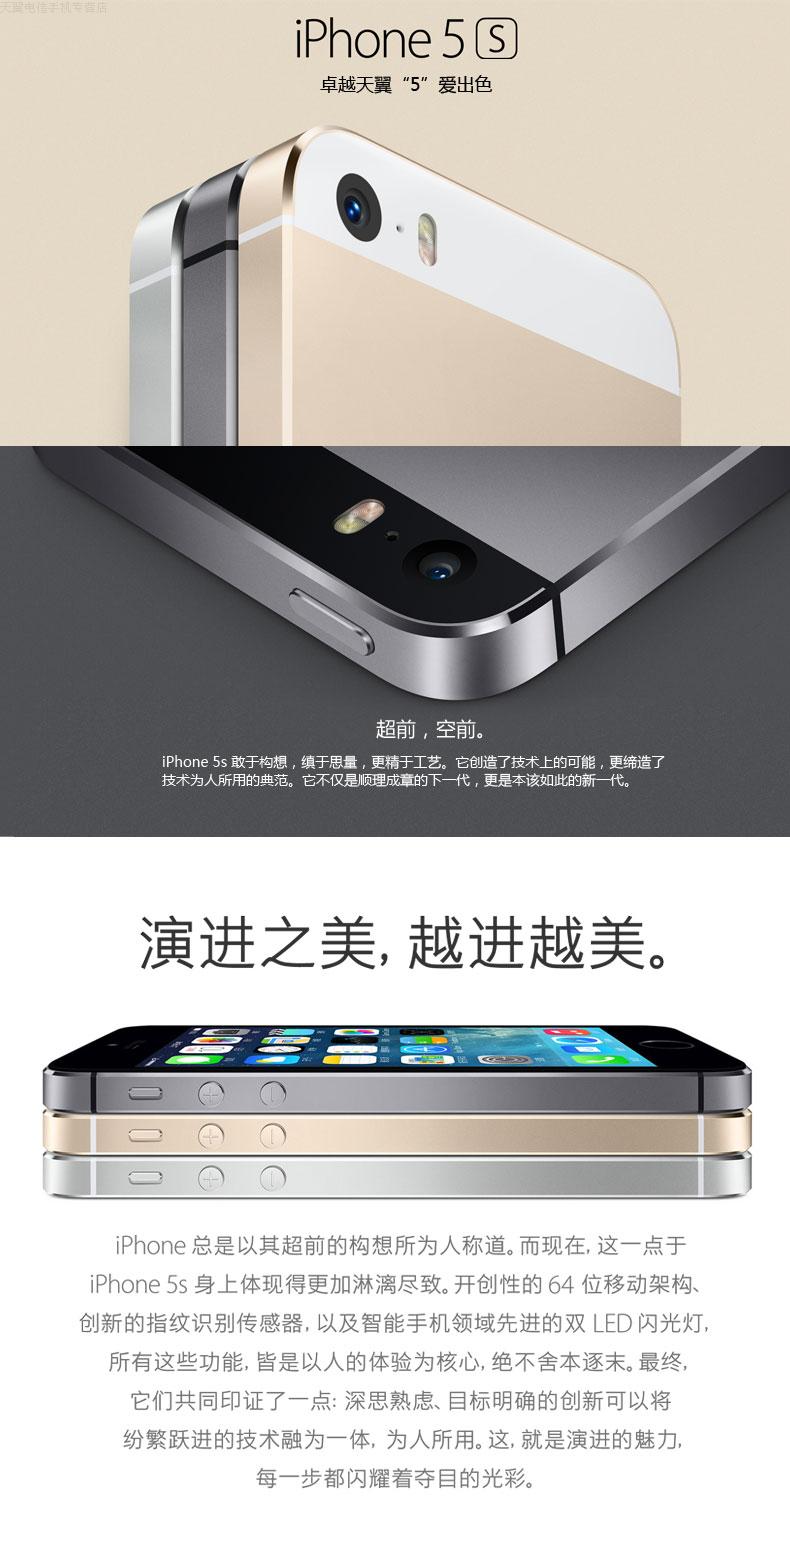 天翼电信手机专营店
iPhone 5 S
卓越天翼“5”爱出色
超前，空前。
iPhone 5s 敢于构想，缜于思量，更精于工艺。它创造了技术上的可能，更缔造了
技术为人所用的典范。它不仅是顺理成章的下一代，更是本该如此的新一代。
演进之美，越进越美。
iPhone 总是以其超前的构想所为人称道。而现在，这一点于
iPhone 5s 身上体现得更加淋漓尽致。开创性的 64 位移动架构、
创新的指纹识别传感器，以及智能手机领域先进的双 LED 闪光灯，
所有这些功能，皆是以人的体验为核心，绝不舍本逐末。最终，
它们共同印证了一点：深思熟虑、目标明确的创新可以将
纷繁跃进的技术融为一体，为人所用。这，就是演进的魅力，
每一步都闪耀着夺目的光彩。